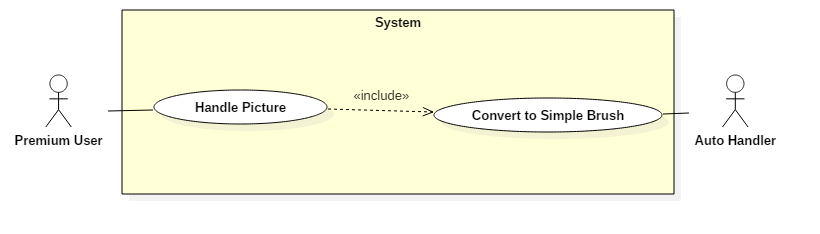 System
Handle Picture
«include»
Convert to Simple Brush
Premium User
Auto Handler